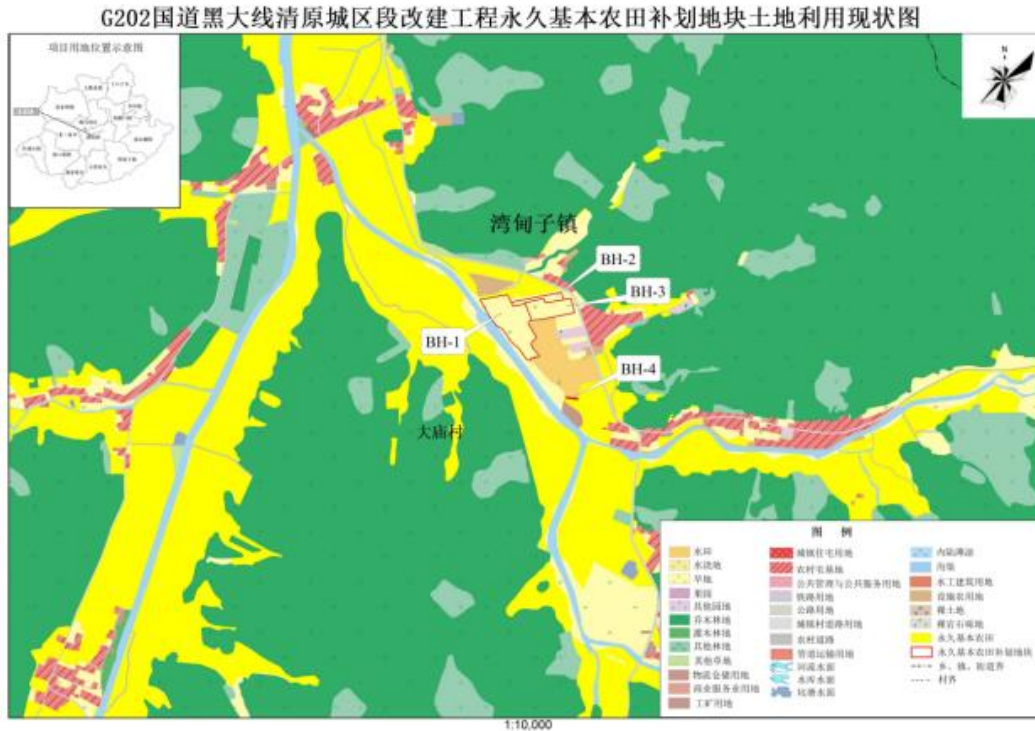 G202国道黑大线清原城区段改建工程永久基本农田补划地块土地利用现状图
项目用地位置示意图
N
湾甸子镇
BH-2
BH-3
BH-1
BH-4
大庙村
图 例
水田
水浇地
旱地
果园
其他园地
乔木林地
灌木林地
其他林地
其他草地
物流仓储用地
商业服务业用地
工矿用地
城镇住宅用地
农村宅基地
公共管理与公共服务用地
铁路用地
公路用地
城镇村道路用地
农村道路
管道运输用地
河流水面
水库水面
坑塘水面
内陆滩涂
沟渠
水工建筑用地
设施农用地
裸土地
裸岩石砾地
永久基本农田
永久基本农田补划地块
乡、镇、街道界
村界
1:10,000